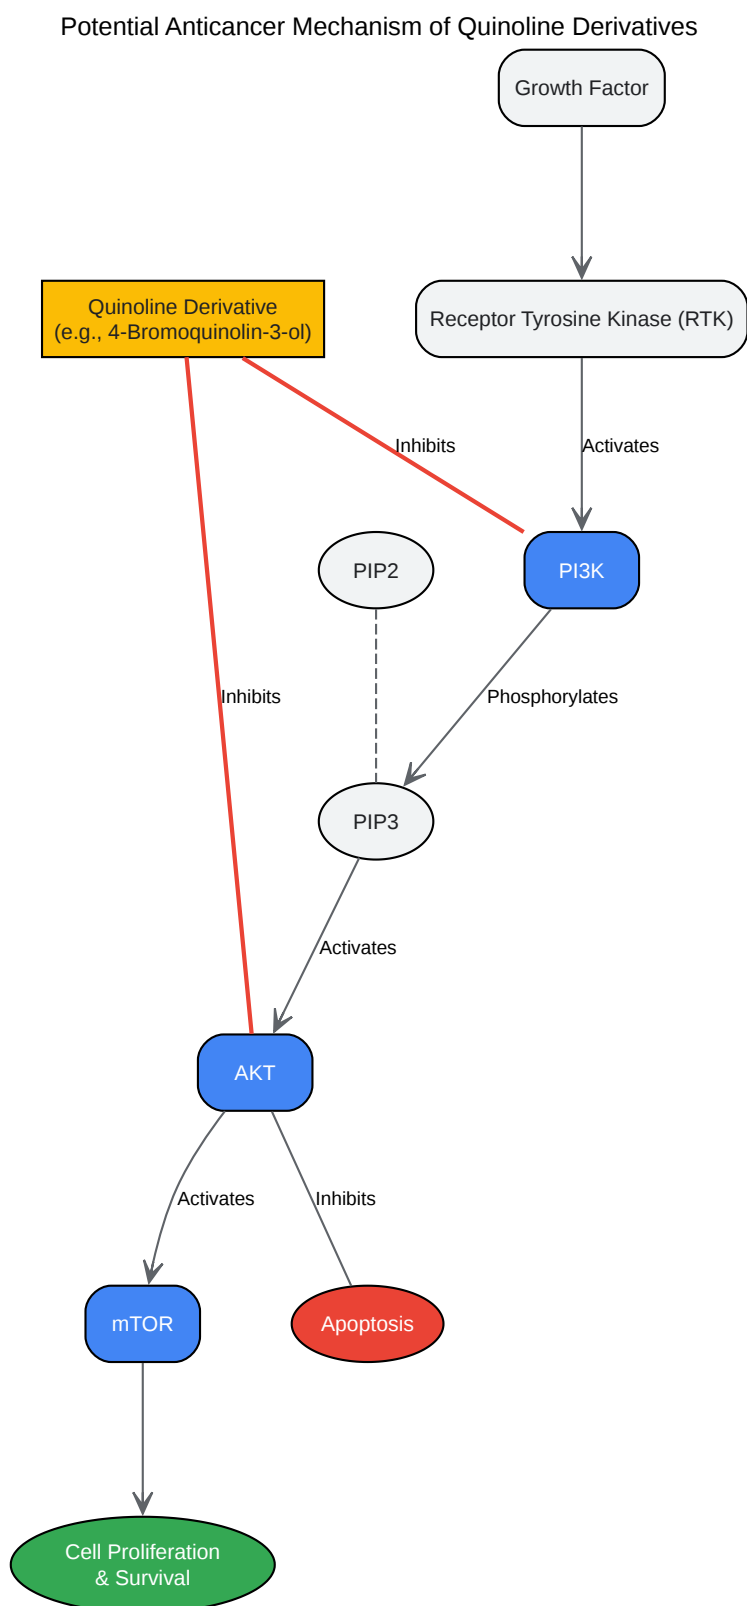 Potential Anticancer Mechanism of Quinoline Derivatives
Growth Factor
Quinoline Derivative
(e.g., 4-Bromoquinolin-3-ol)
Receptor Tyrosine Kinase (RTK)
Inhibits
Activates
PIP2
PI3K
Inhibits
Phosphorylates
PIP3
Activates
AKT
Activates
Inhibits
mTOR
Apoptosis
Cell Proliferation
& Survival